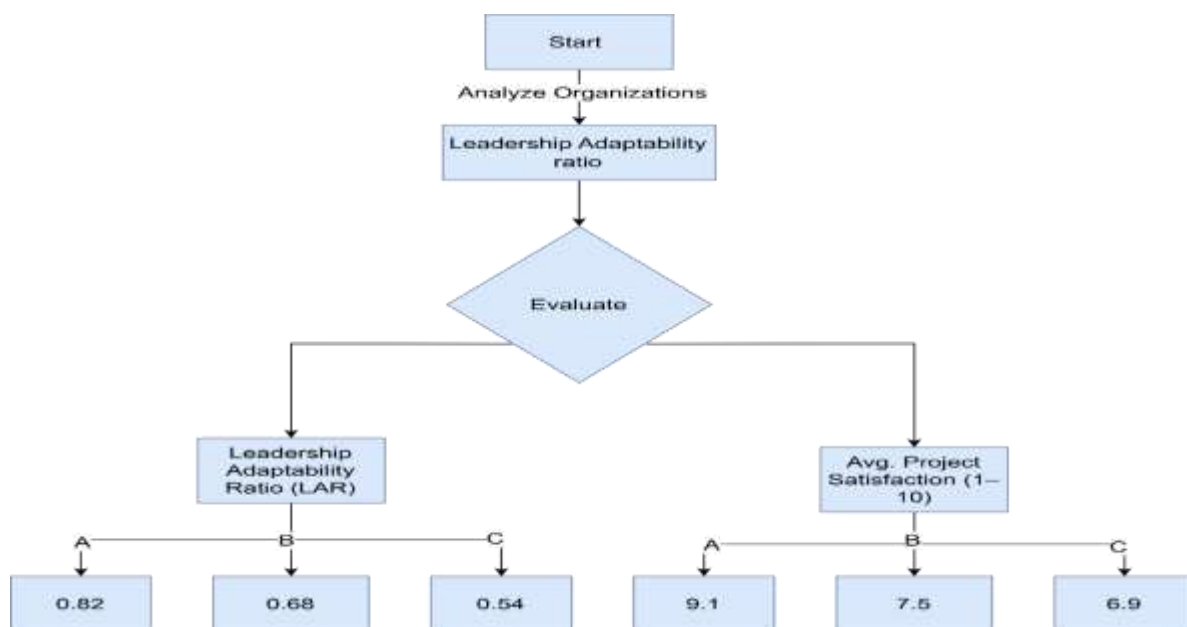 Start
Analyze Organizations
Leadership Adaptability
ratio
Evaluate
Leadership
Adaptability
Ratio (LAR)
Avg. Project
Satisfaction (1–
10)
A
B
C
A
B
C
0.82
0.68
0.54
9.1
7.5
6.9